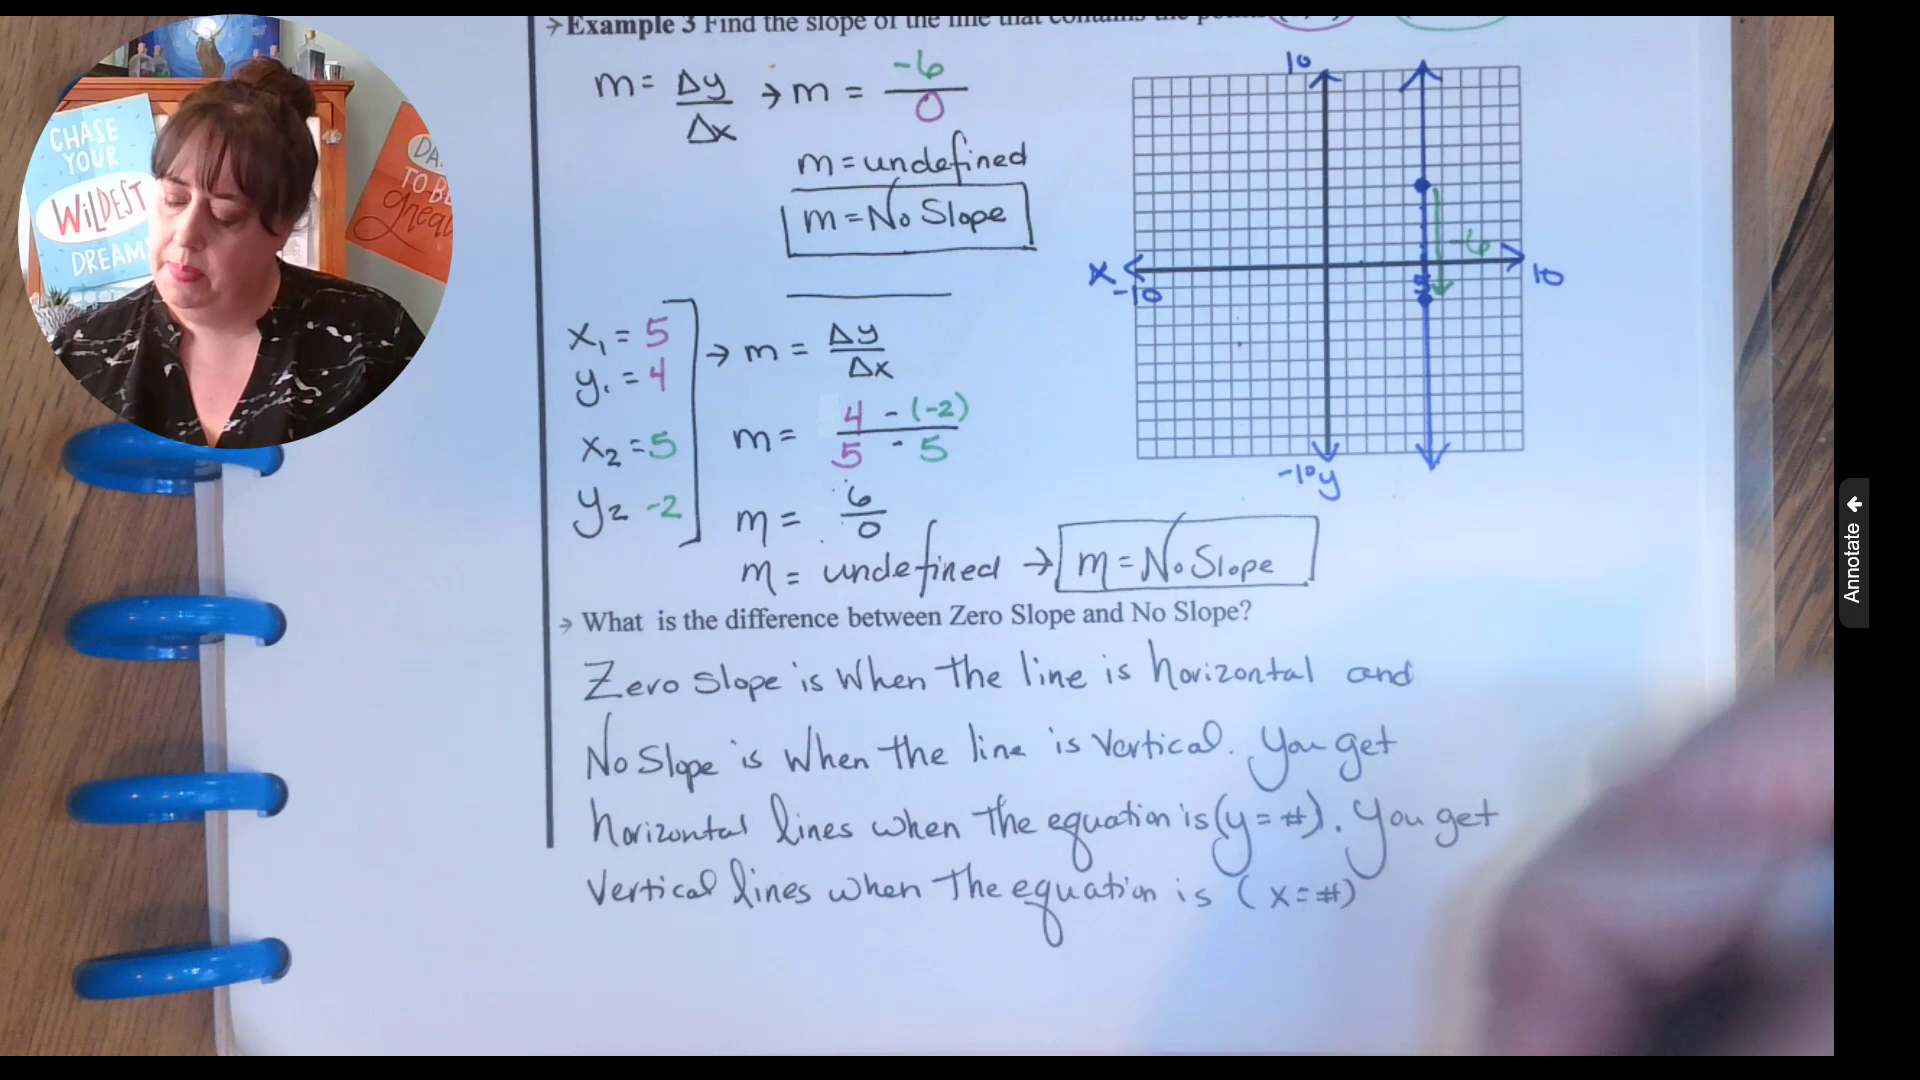 → Example 3 Find the slope of the line that contains the points
m = Δy/Δx → m = -6/0
m = undefined
m = No Slope
x₁ = 5
y₁ = 4
x₂ = 5
y₂ -2
→ m = Δy/Δx
m = 4 - (-2)/5 - 5
m = 6/0
m = undefined → m = No Slope
10
-6
x
-10
10
-10 y
→ What is the difference between Zero Slope and No Slope?
Zero slope is when the line is horizontal and
No Slope is when the line is vertical. You get
horizontal lines when the equation is (y = #). You get
vertical lines when the equation is (x = #)
CHASE
YOUR
WILDEST
DREAMS
TO BE
great
Annotate